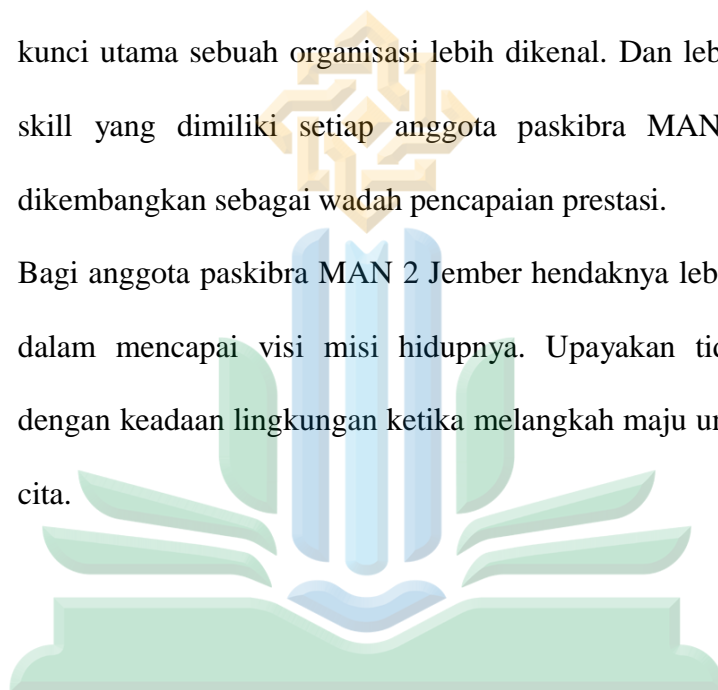 kunci utama sebuah organisasi lebih dikenal. Dan leb
skill yang dimiliki setiap anggota paskibra MAN
dikembangkan sebagai wadah pencapaian prestasi.
Bagi anggota paskibra MAN 2 Jember hendaknya leb
dalam mencapai visi misi hidupnya. Upayakan tid
dengan keadaan lingkungan ketika melangkah maju un
cita.